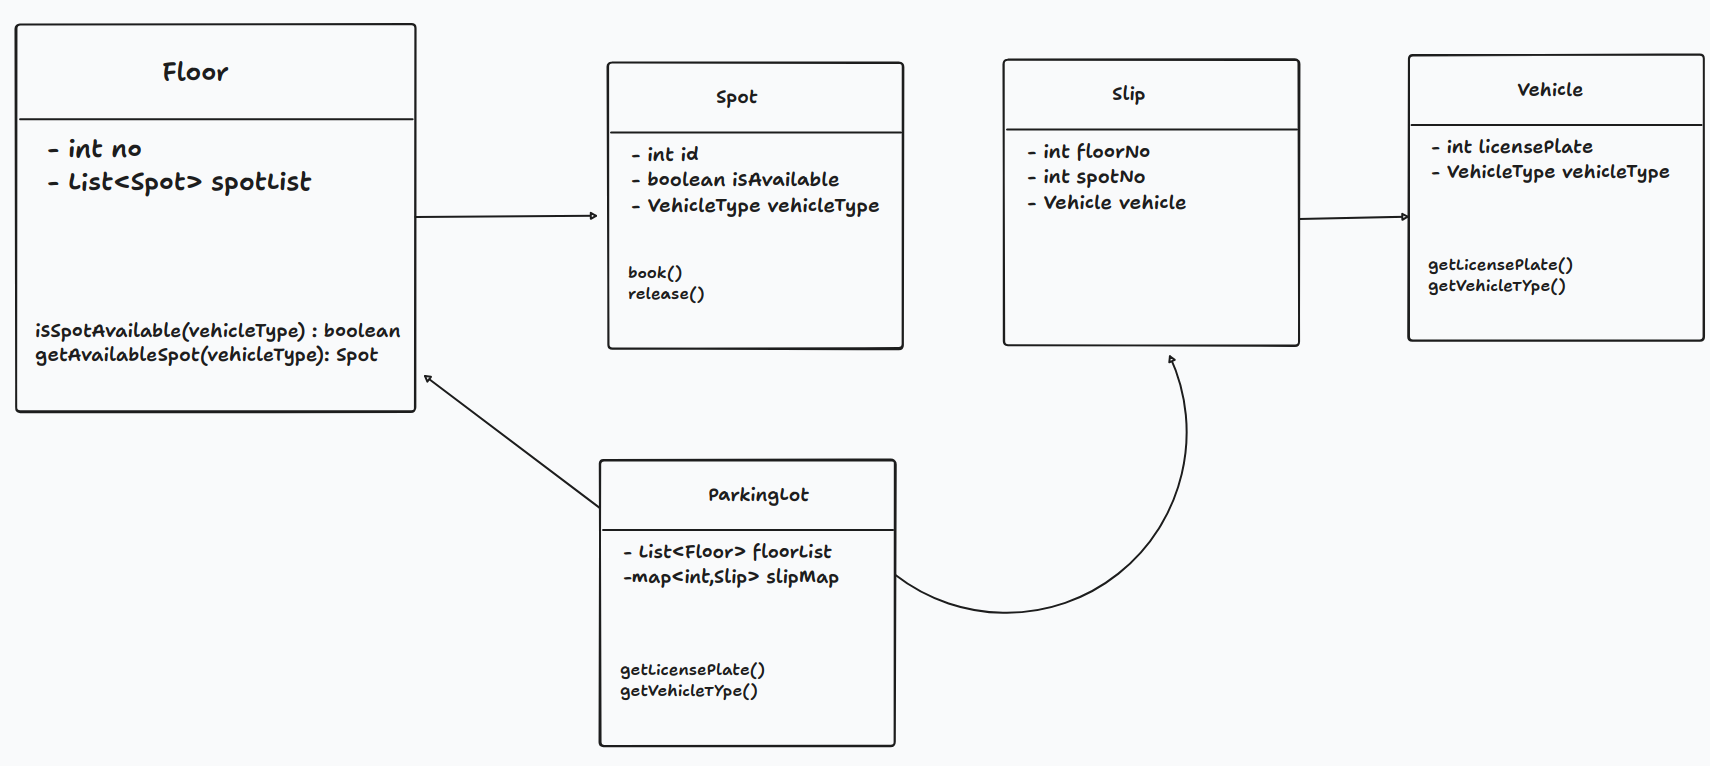 Floor
- int no
- List<Spot> spotList
isSpotAvailable(vehicleType) : boolean
getAvailableSpot(vehicleType): Spot
Spot
- int id
- boolean isAvailable
- VehicleType vehicleType
book()
release()
Slip
- int floorNo
- int spotNo
- Vehicle vehicle
Vehicle
- int licensePlate
- VehicleType vehicleType
getLicensePlate()
getVehicleTYpe()
ParkingLot
- List<Floor> floorList
-map<int,Slip> slipMap
getLicensePlate()
getVehicleTYpe()